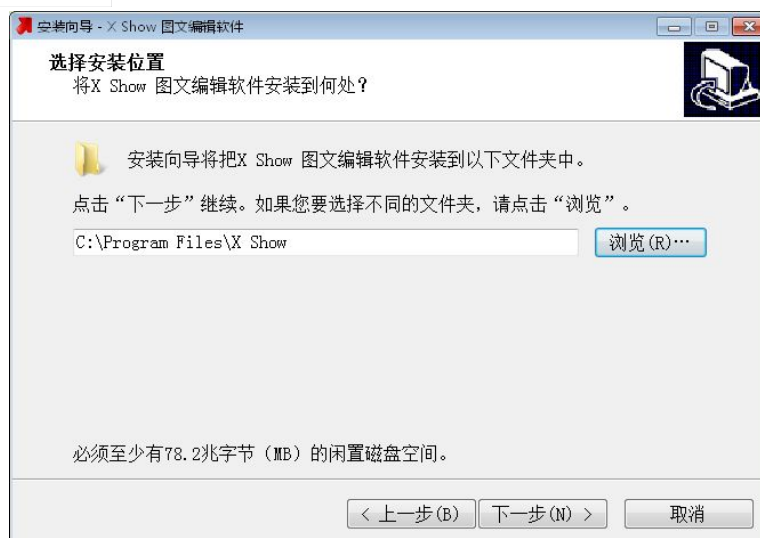 安装向导 - X Show 图文编辑软件
选择安装位置
将X Show 图文编辑软件安装到何处?
安装向导将把X Show 图文编辑软件安装到以下文件夹中。
点击“下一步”继续。如果您要选择不同的文件夹,请点击“浏览”。
C:\Program Files\X Show
浏览(R)…
必须至少有78.2兆字节（MB）的闲置磁盘空间。
< 上一步(B)
下一步(N) >
取消